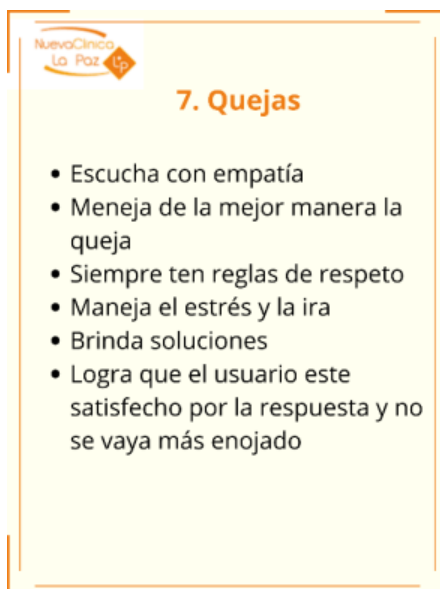 NuevaClínica
La Paz
LP
7. Quejas
• Escucha con empatía
• Meneja de la mejor manera la
queja
• Siempre ten reglas de respeto
• Maneja el estrés y la ira
• Brinda soluciones
• Logra que el usuario este
satisfecho por la respuesta y no
se vaya más enojado